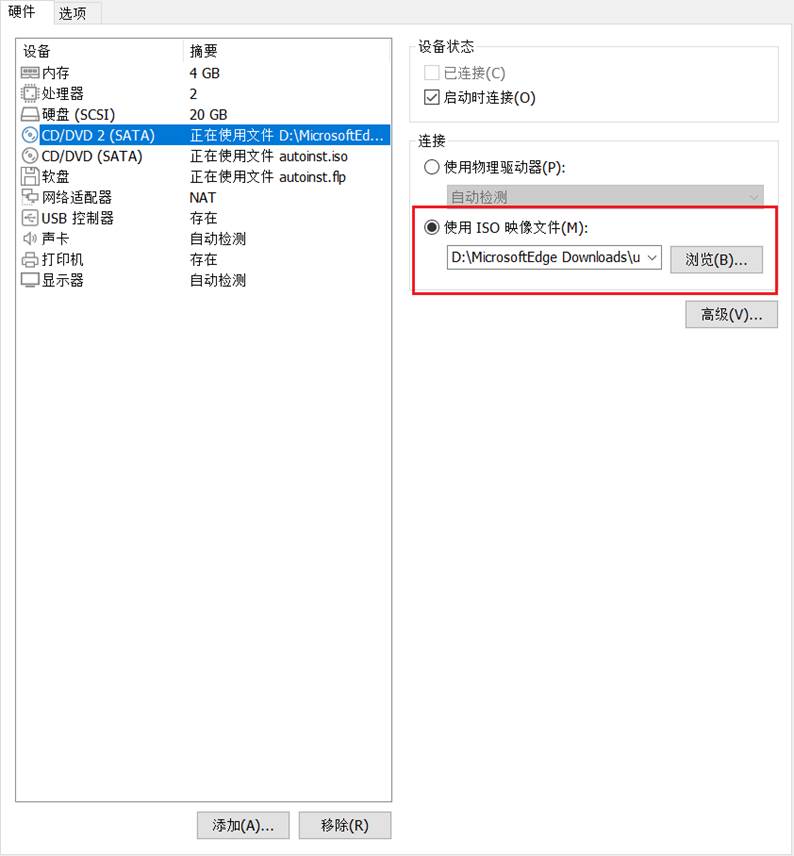 硬件 选项
设备 摘要
内存 4 GB
处理器 2
硬盘 (SCSI) 20 GB
CD/DVD 2 (SATA) 正在使用文件 D:\MicrosoftEd...
CD/DVD (SATA) 正在使用文件 autoinst.iso
软盘 正在使用文件 autoinst.flp
网络适配器 NAT
USB 控制器 存在
声卡 自动检测
打印机 存在
显示器 自动检测
添加(A)... 移除(R)
设备状态
已连接(C)
启动时连接(O)
连接
使用物理驱动器(P):
自动检测
使用 ISO 映像文件(M):
D:\MicrosoftEdge Downloads\u 浏览(B)...
高级(V)...